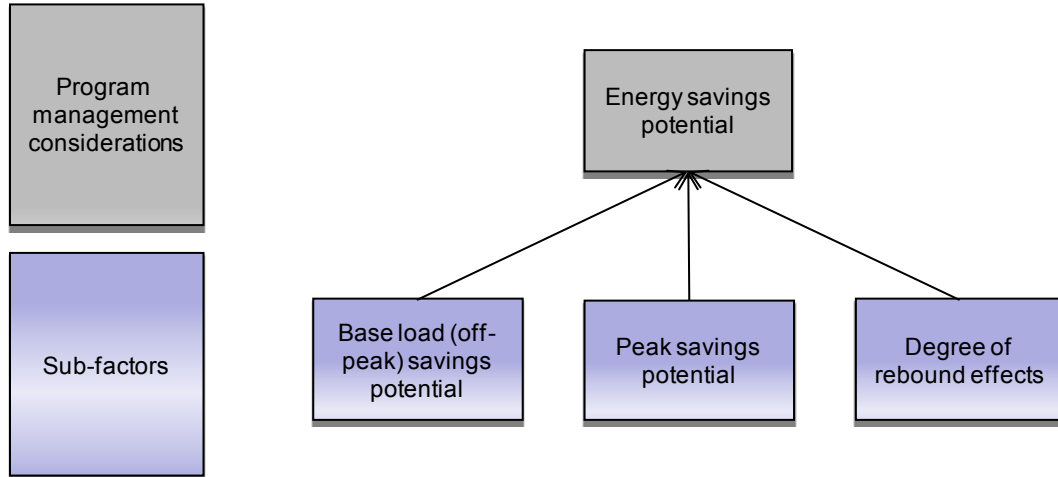 Program
management
considerations
Energy savings
potential
Sub-factors
Base load (off-
peak) savings
potential
Peak savings
potential
Degree of
rebound effects